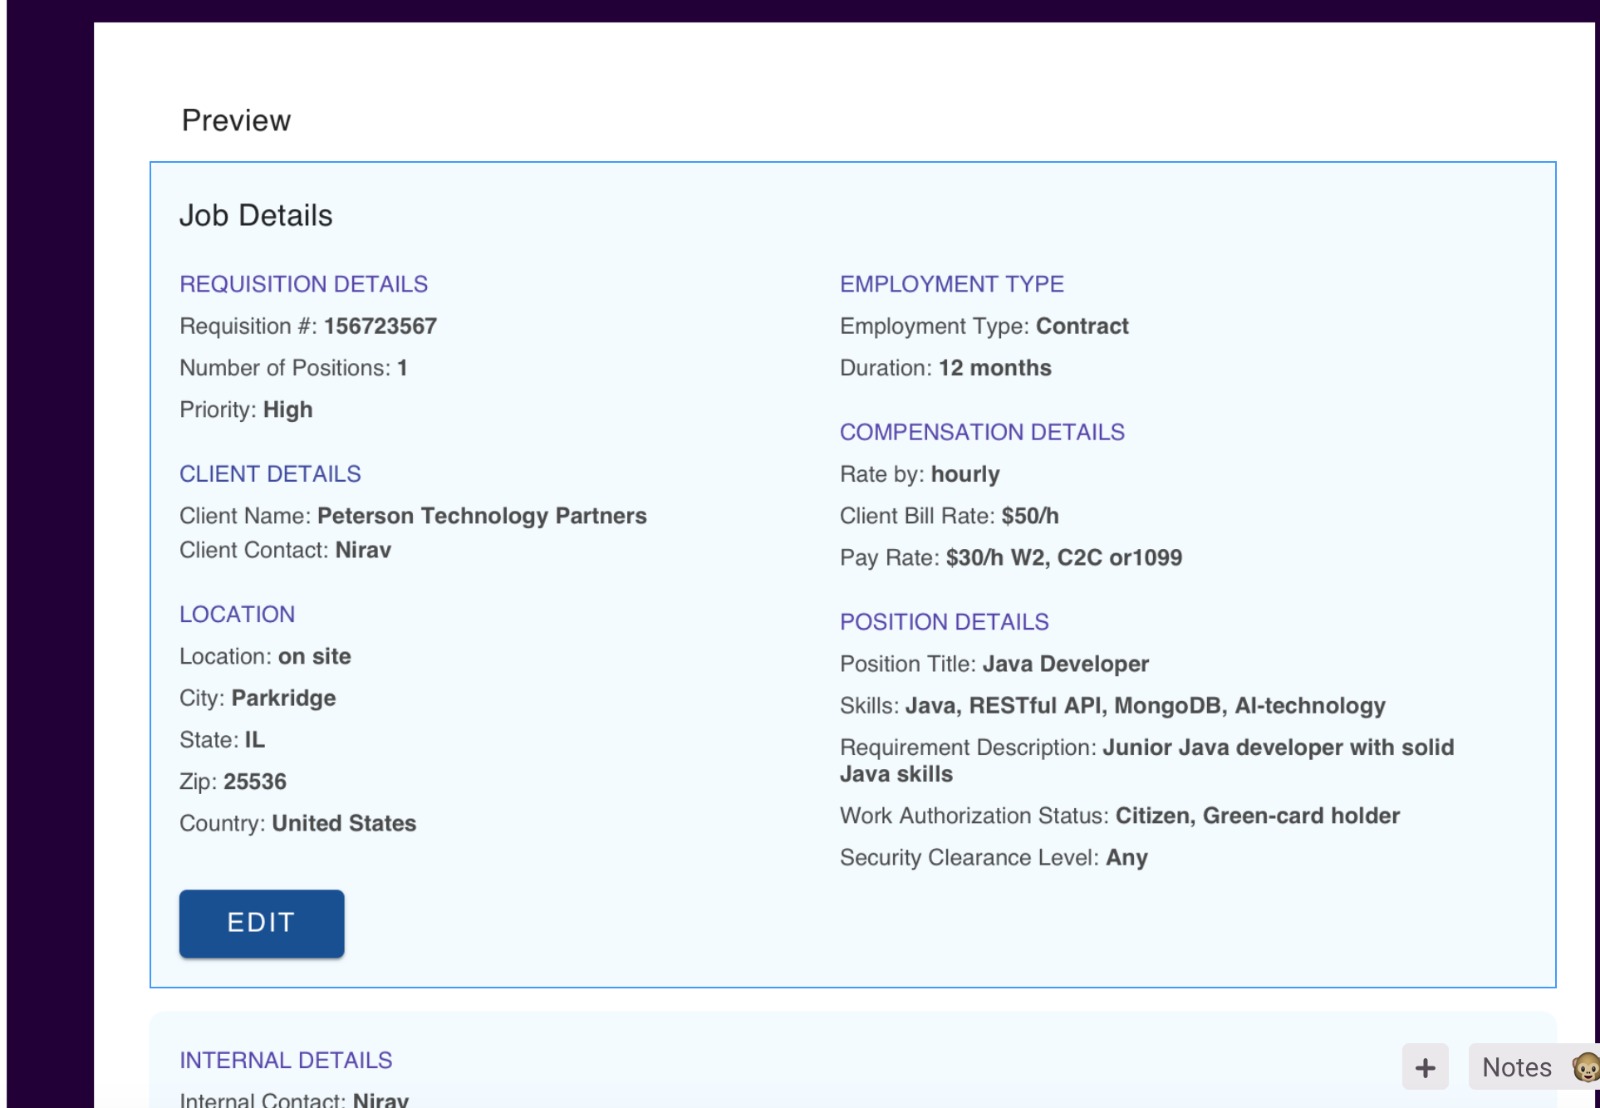 Preview
Job Details
REQUISITION DETAILS
Requisition #: 156723567
Number of Positions: 1
Priority: High
CLIENT DETAILS
Client Name: Peterson Technology Partners
Client Contact: Nirav
LOCATION
Location: on site
City: Parkridge
State: IL
Zip: 25536
Country: United States
EDIT
EMPLOYMENT TYPE
Employment Type: Contract
Duration: 12 months
COMPENSATION DETAILS
Rate by: hourly
Client Bill Rate: $50/h
Pay Rate: $30/h W2, C2C or1099
POSITION DETAILS
Position Title: Java Developer
Skills: Java, RESTful API, MongoDB, AI-technology
Requirement Description: Junior Java developer with solid
Java skills
Work Authorization Status: Citizen, Green-card holder
Security Clearance Level: Any
INTERNAL DETAILS
Internal Contact: Nirav
+
Notes